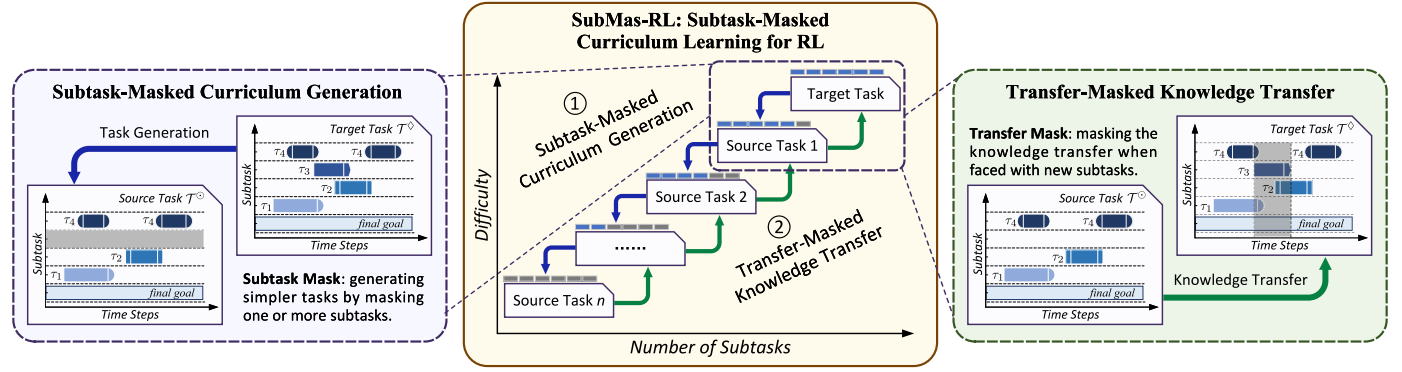 SubMas-RL: Subtask-Masked
Curriculum Learning for RL
Subtask-Masked Curriculum Generation
Task Generation
Target Task 𝒯◊
τ4
τ4
τ3
τ2
τ1
final goal
Subtask
Time Steps
Source Task 𝒯⊙
τ4
τ4
τ2
τ1
final goal
Subtask
Time Steps
Subtask Mask: generating
simpler tasks by masking
one or more subtasks.
Difficulty
① Subtask-Masked
Curriculum Generation
Target Task
Source Task 1
Source Task 2
......
Source Task n
② Transfer-Masked
Knowledge Transfer
Number of Subtasks
Transfer-Masked Knowledge Transfer
Transfer Mask: masking the
knowledge transfer when
faced with new subtasks.
Source Task 𝒯⊙
τ4
τ4
τ2
τ1
final goal
Subtask
Time Steps
Target Task 𝒯◊
τ4
τ4
τ3
τ2
τ1
final goal
Subtask
Time Steps
Knowledge Transfer